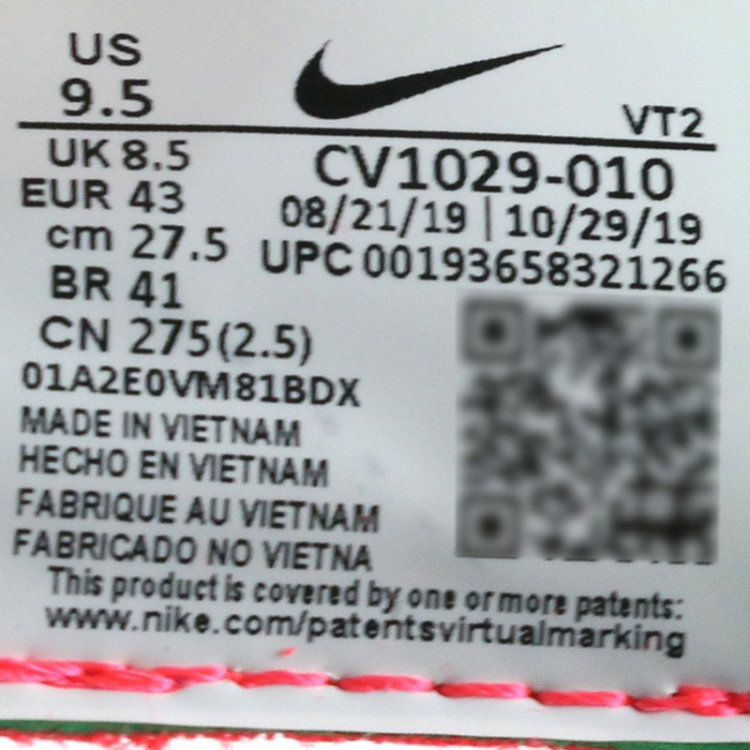 US
9.5
VT2
UK 8.5
CV1029-010
EUR 43
08/21/19 | 10/29/19
cm 27.5
UPC 00193658321266
BR 41
CN 275(2.5)
01A2E0VM81BDX
MADE IN VIETNAM
HECHO EN VIETNAM
FABRIQUE AU VIETNAM
FABRICADO NO VIETNA
This product is covered by one or more patents:
www.nike.com/patentsvirtualmarking